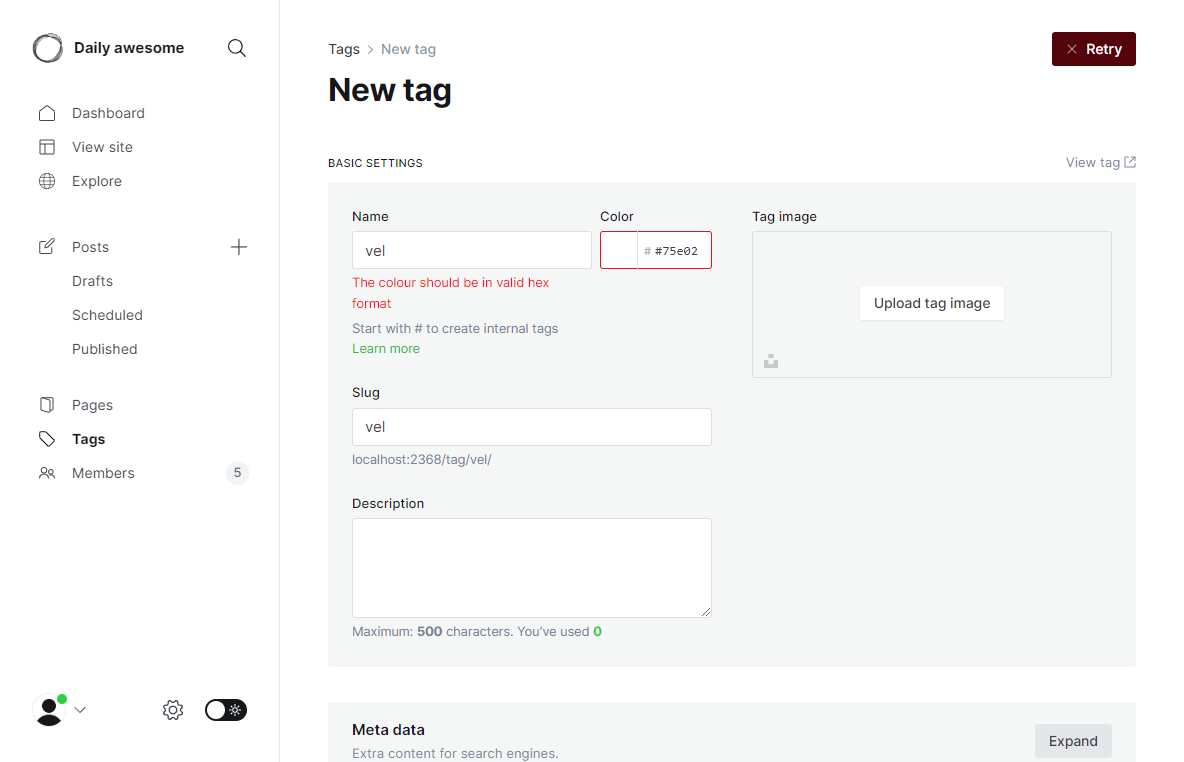 Daily awesome
Dashboard
View site
Explore
Posts
Drafts
Scheduled
Published
Pages
Tags
Members 5
Tags > New tag
Retry
New tag
BASIC SETTINGS
View tag
Name
vel
Color
# #75e02
The colour should be in valid hex
format
Start with # to create internal tags
Learn more
Slug
vel
localhost:2368/tag/vel/
Description
Maximum: 500 characters. You’ve used 0
Tag image
Upload tag image
Meta data
Extra content for search engines.
Expand